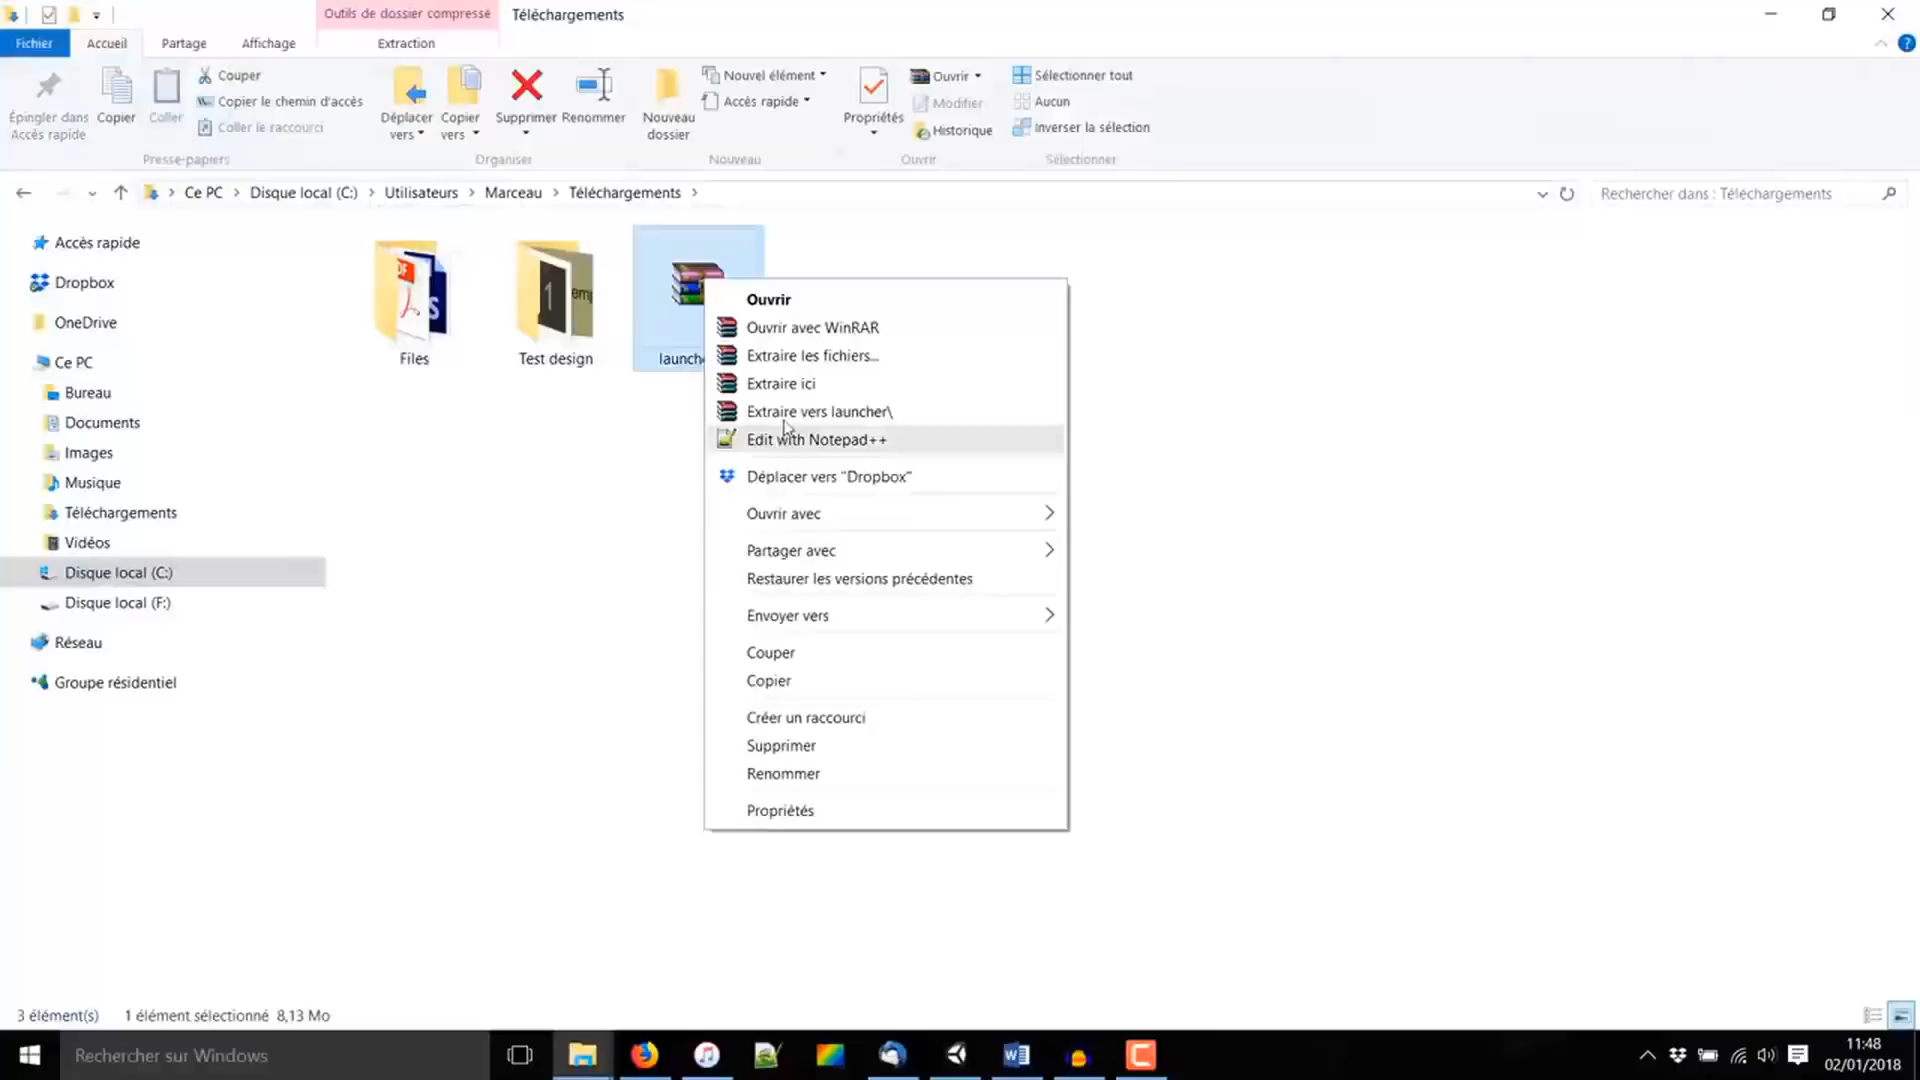 Outils de dossier compressé
Téléchargements
Fichier
Accueil
Partage
Affichage
Extraction
Épingler dans
Accès rapide
Copier
Coller
Couper
Copier le chemin d'accès
Coller le raccourci
Presse-papiers
Déplacer
vers
Copier
vers
Supprimer
Renommer
Organiser
Nouveau
dossier
Nouvel élément
Accès rapide
Nouveau
Propriétés
Ouvrir
Modifier
Historique
Ouvrir
Sélectionner tout
Aucun
Inverser la sélection
Sélectionner
Ce PC > Disque local (C:) > Utilisateurs > Marceau > Téléchargements >
Rechercher dans : Téléchargements
Accès rapide
Dropbox
OneDrive
Ce PC
Bureau
Documents
Images
Musique
Téléchargements
Vidéos
Disque local (C:)
Disque local (F:)
Réseau
Groupe résidentiel
Files
Test design
Ouvrir
Ouvrir avec WinRAR
Extraire les fichiers...
Extraire ici
Extraire vers launcher\
Edit with Notepad++
Déplacer vers "Dropbox"
Ouvrir avec
Partager avec
Restaurer les versions précédentes
Envoyer vers
Couper
Copier
Créer un raccourci
Supprimer
Renommer
Propriétés
3 élément(s)
1 élément sélectionné 8,13 Mo
Rechercher sur Windows
11:48
02/01/2018